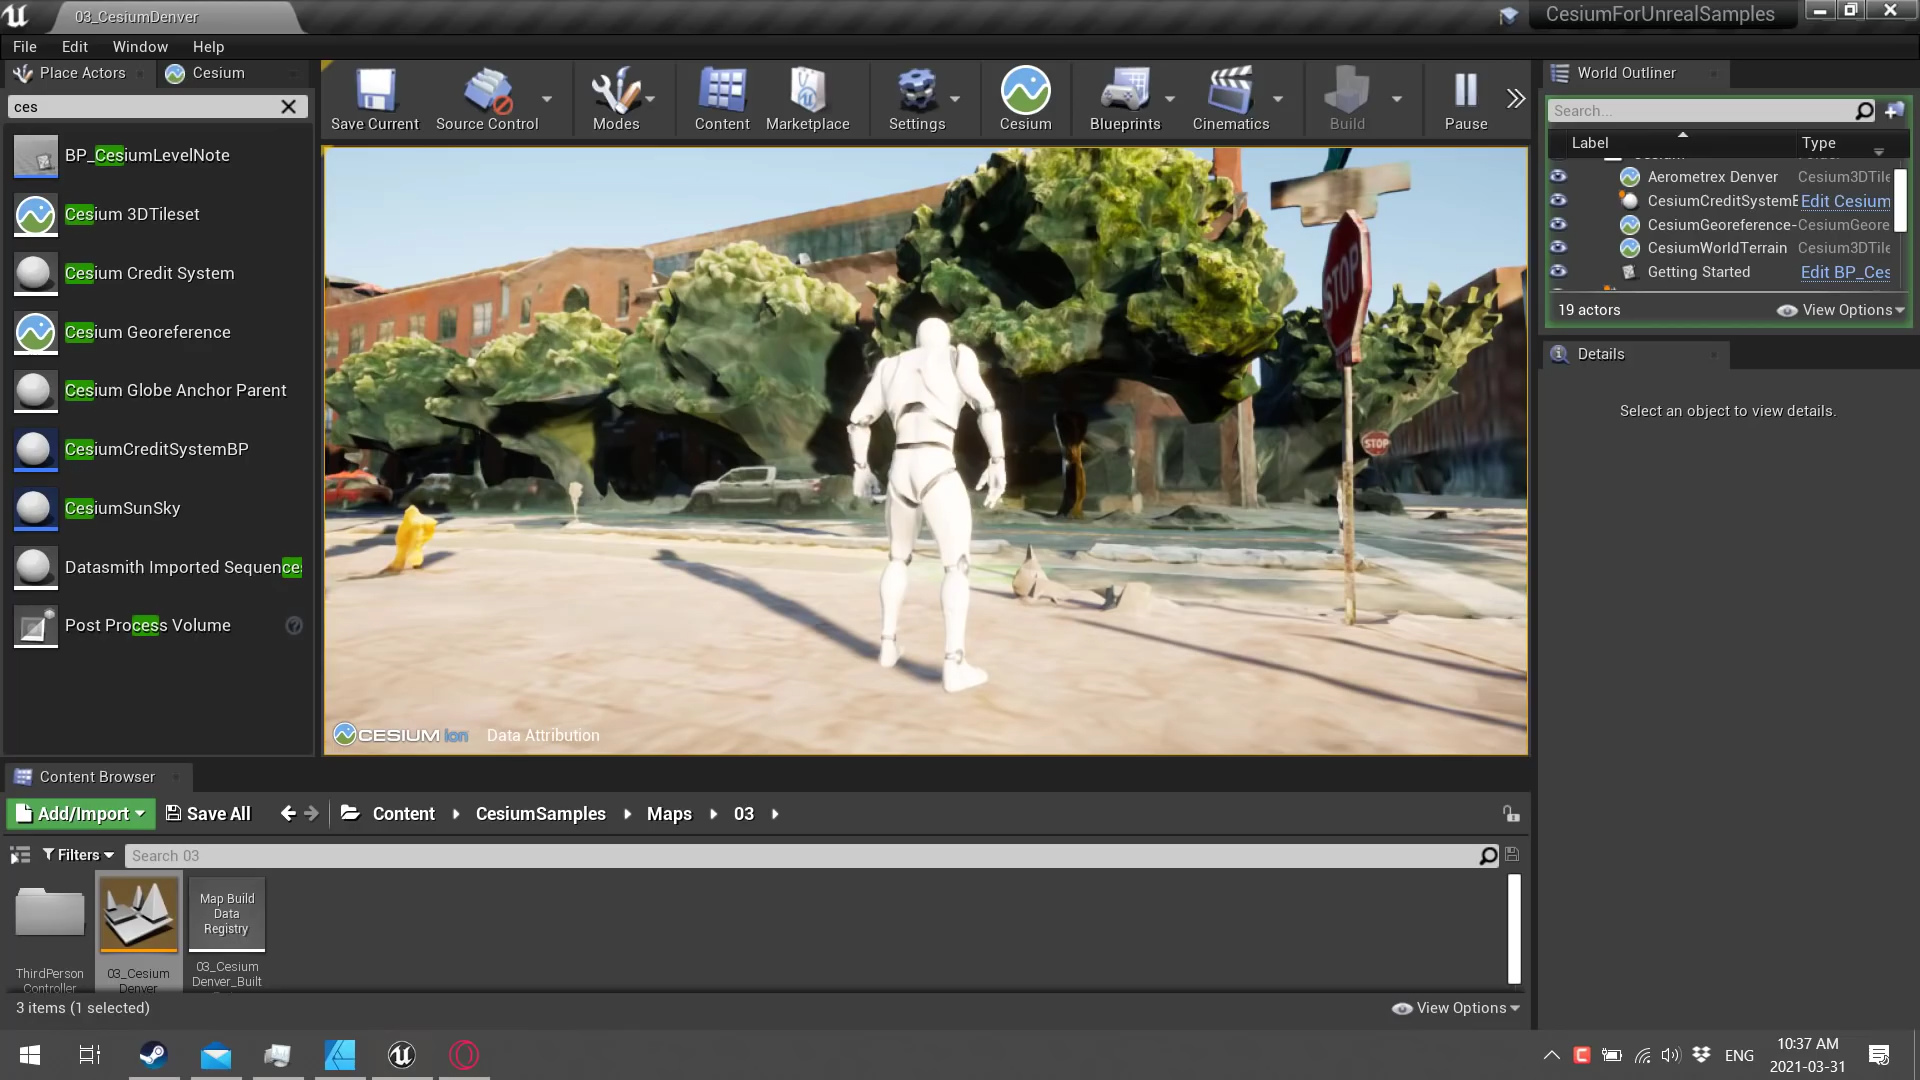 03_CesiumDenver
CesiumForUnrealSamples
File Edit Window Help
Place Actors
Cesium
ces
BP_CesiumLevelNote
Cesium 3DTileset
Cesium Credit System
Cesium Georeference
Cesium Globe Anchor Parent
CesiumCreditSystemBP
CesiumSunSky
Datasmith Imported Sequences
Post Process Volume
Save Current
Source Control
Modes
Content
Marketplace
Settings
Cesium
Blueprints
Cinematics
Build
Pause
STOP
STOP
CESIUM ion Data Attribution
World Outliner
Search...
Label Type
Aerometrex Denver Cesium3DTile
CesiumCreditSystemB Edit Cesium
CesiumGeoreference- CesiumGeore
CesiumWorldTerrain Cesium3DTile
Getting Started Edit BP_Ces
19 actors View Options
Details
Select an object to view details.
Content Browser
Add/Import Save All Content CesiumSamples Maps 03
Filters Search 03
ThirdPerson
Controller
03_Cesium
Denver
Map Build
Data
Registry
03_Cesium
Denver_Built
3 items (1 selected) View Options
ENG
10:37 AM
2021-03-31